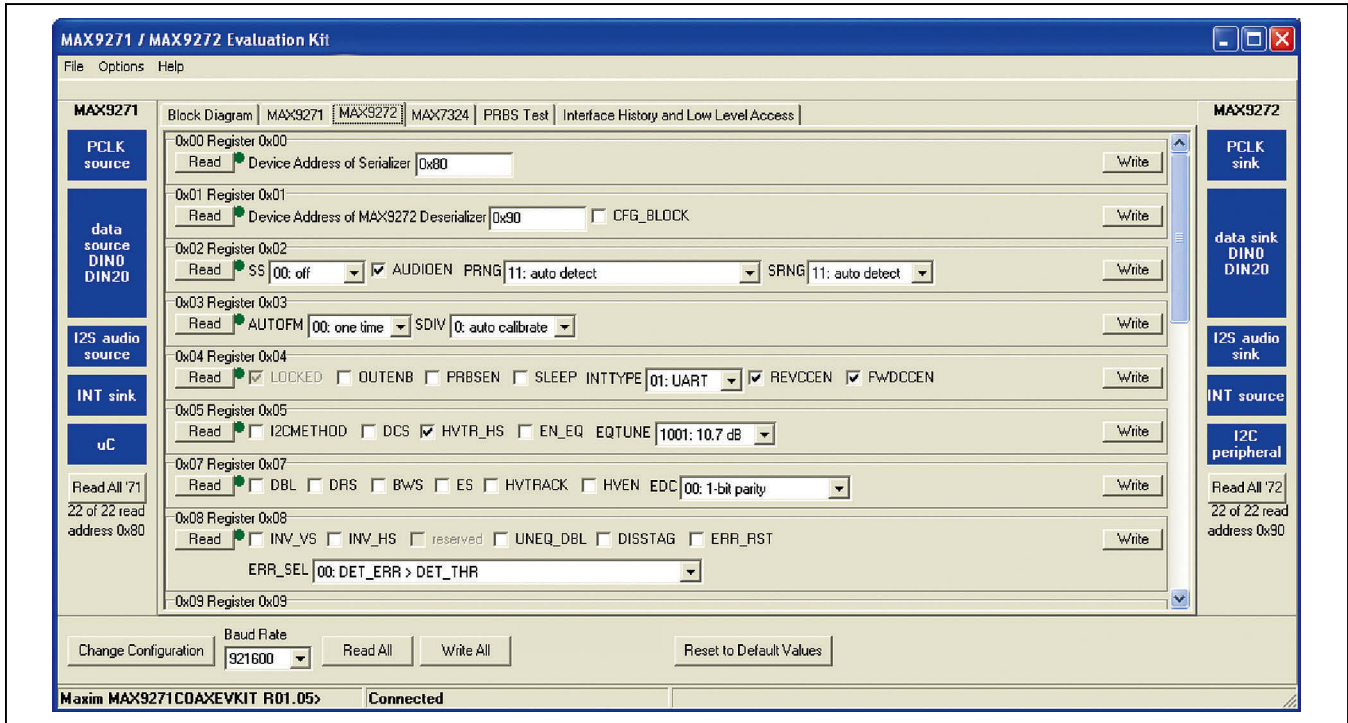 MAX9271 / MAX9272 Evaluation Kit
File Options Help
MAX9271
Block Diagram MAX9271 MAX9272 MAX7324 PRBS Test Interface History and Low Level Access
MAX9272
PCLK
source
data
source
DIN0
DIN20
I2S audio
source
INT sink
uC
Read All '71
22 of 22 read
address 0x80
0x00 Register 0x00
Read Device Address of Serializer 0x80 Write
0x01 Register 0x01
Read Device Address of MAX9272 Deserializer 0x90 CFG_BLOCK Write
0x02 Register 0x02
Read SS 00: off AUDIOEN PRNG 11: auto detect SRNG 11: auto detect Write
0x03 Register 0x03
Read AUTOFM 00: one time SDIV 0: auto calibrate Write
0x04 Register 0x04
Read LOCKED OUTENB PRBSEN SLEEP INTTYPE 01: UART REVCCEN FWDCCEN Write
0x05 Register 0x05
Read I2CMETHOD DCS HVTR_HS EN_EQ EQTUNE 1001: 10.7 dB Write
0x07 Register 0x07
Read DBL DRS BWS ES HVTRACK HVEN EDC 00: 1-bit parity Write
0x08 Register 0x08
Read INV_VS INV_HS reserved UNEQ_DBL DISSTAG ERR_RST Write
ERR_SEL 00: DET_ERR > DET_THR
0x09 Register 0x09
PCLK
sink
data sink
DIN0
DIN20
I2S audio
sink
INT source
I2C
peripheral
Read All '72
22 of 22 read
address 0x90
Baud Rate
Change Configuration 921600 Read All Write All Reset to Default Values
Maxim MAX9271COAXEVKIT R01.05> Connected